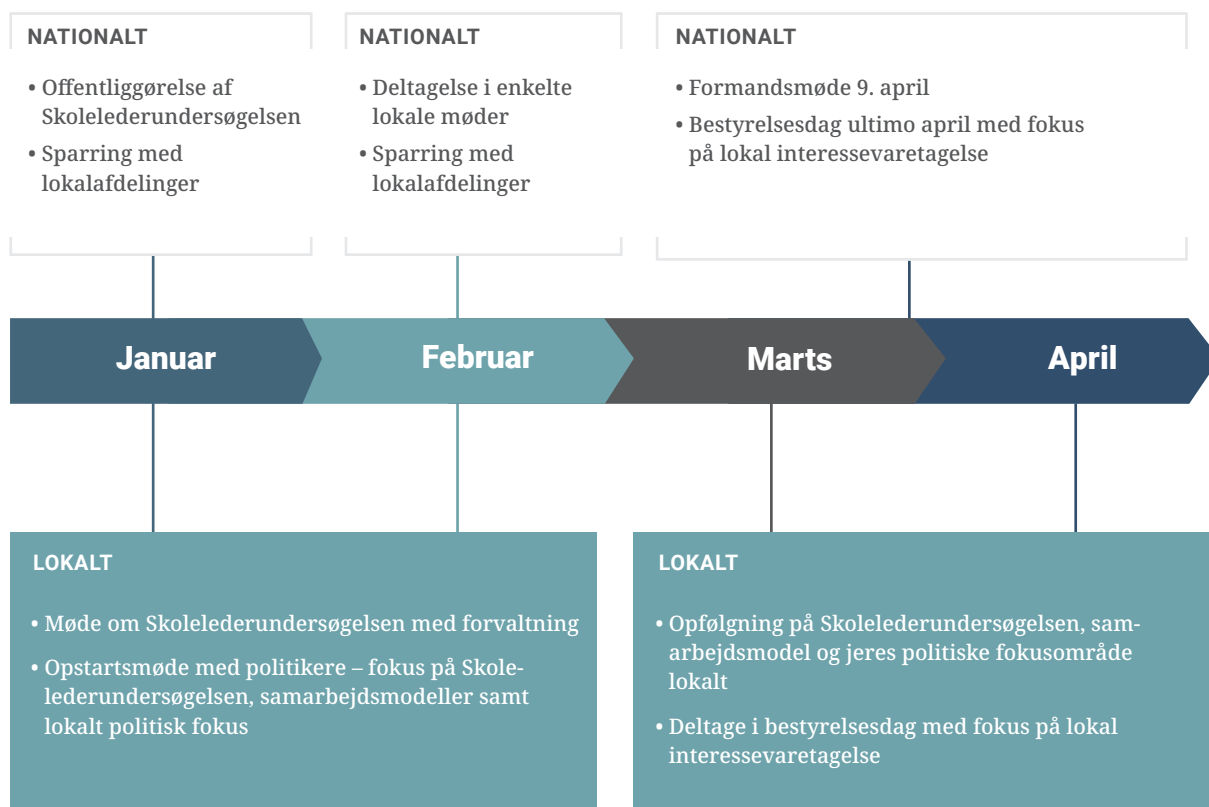 NATIONALT
• Offentliggørelse af
Skolelederundersøgelsen
• Sparring med
lokalafdelinger
NATIONALT
• Deltagelse i enkelte
lokale møder
• Sparring med
lokalafdelinger
NATIONALT
• Formandsmøde 9. april
• Bestyrelsesdag ultimo april med fokus
på lokal interessevaretagelse
Januar
Februar
Marts
April
LOKALT
• Møde om Skolelederundersøgelsen med forvaltning
• Opstartsmøde med politikere – fokus på Skole-
lederundersøgelsen, samarbejdsmodeller samt
lokalt politisk fokus
LOKALT
• Opfølgning på Skolelederundersøgelsen, sam-
arbejdsmodel og jeres politiske fokusområde
lokalt
• Deltage i bestyrelsesdag med fokus på lokal
interessevaretagelse